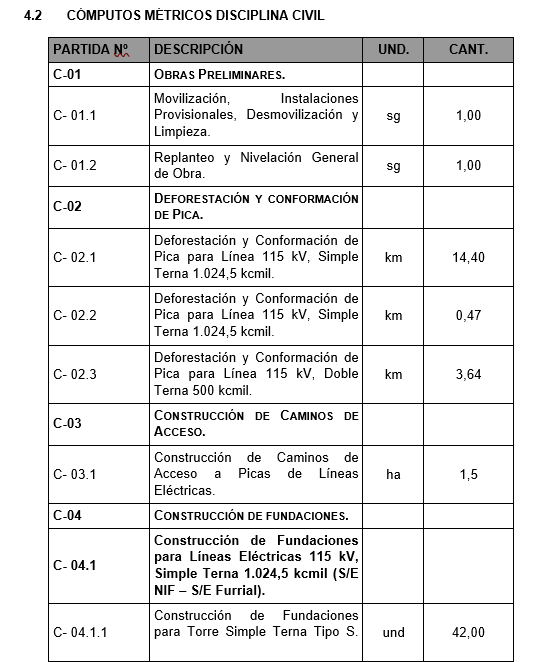 4.2 CÓMPUTOS MÉTRICOS DISCIPLINA CIVIL
PARTIDA Nº DESCRIPCIÓN UND. CANT.
C-01 OBRAS PRELIMINARES.
Movilización, Instalaciones
C- 01.1 Provisionales, Desmovilización y sg 1,00
Limpieza.
C- 01.2 Replanteo y Nivelación General sg 1,00
de Obra.
C-02 DEFORESTACIÓN Y CONFORMACIÓN
DE PICA.
Deforestación y Conformación de
C- 02.1 Pica para Línea 115 kV, Simple km 14,40
Terna 1.024,5 kcmil.
Deforestación y Conformación de
C- 02.2 Pica para Línea 115 kV, Simple km 0,47
Terna 1.024,5 kcmil.
Deforestación y Conformación de
C- 02.3 Pica para Línea 115 kV, Doble km 3,64
Terna 500 kcmil.
C-03 CONSTRUCCIÓN DE CAMINOS DE
ACCESO.
Construcción de Caminos de
C- 03.1 Acceso a Picas de Líneas ha 1,5
Eléctricas.
C-04 CONSTRUCCIÓN DE FUNDACIONES.
Construcción de Fundaciones
C- 04.1 para Líneas Eléctricas 115 kV,
Simple Terna 1.024,5 kcmil (S/E
NIF – S/E Furrial).
Construcción de Fundaciones
C- 04.1.1 para Torre Simple Terna Tipo S. und 42,00